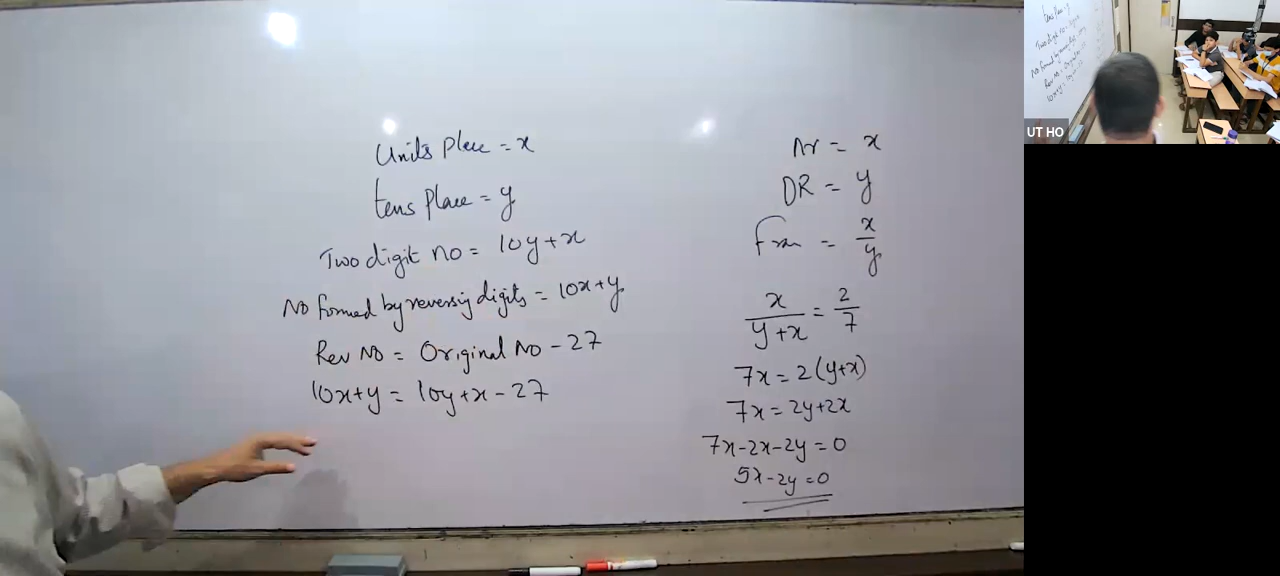 Units place = x
tens place = y
Two digit no = 10y+x
No formed by reversig digits = 10x+y
Rev No = Original No - 27
10x+y = 10y+x - 27
Nr = x
DR = y
= x/y
x/(y+x) = 2/7
7x = 2(y+x)
7x = 2y+2x
7x-2x-2y = 0
5x-2y = 0
UT HO